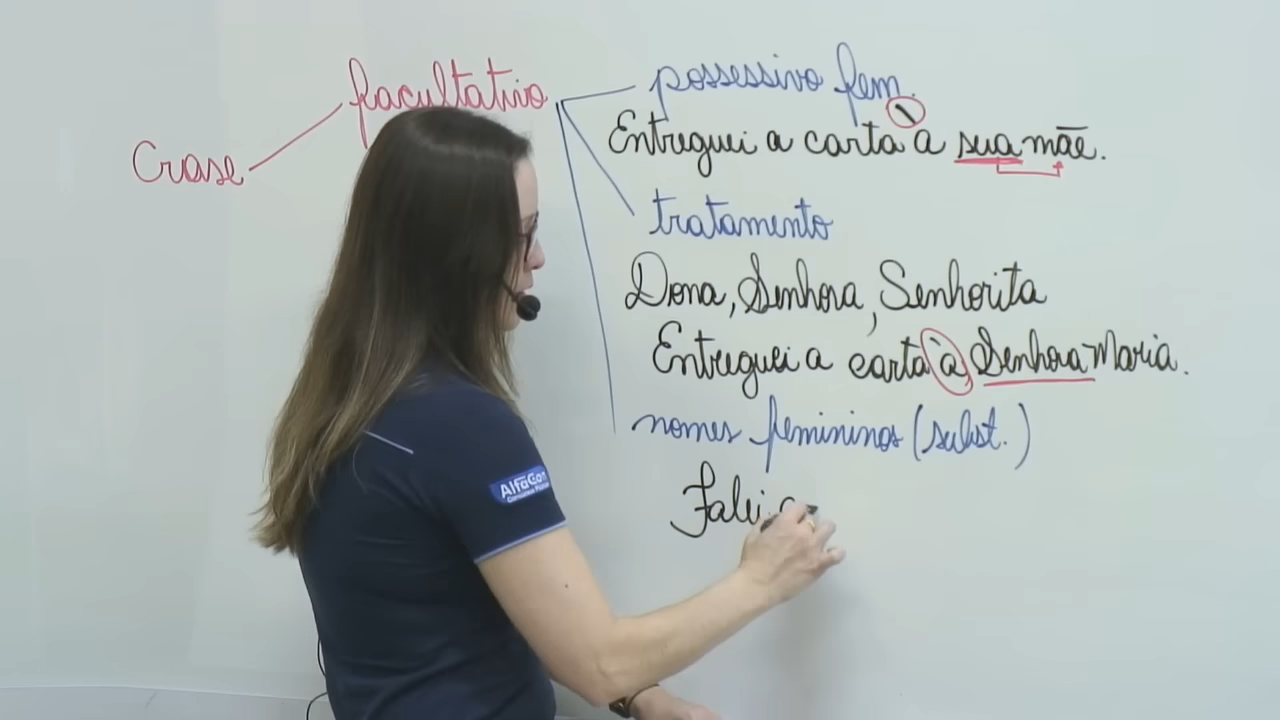 Crase
facultativo
possessivo fem.
Entreguei a carta à sua mãe.
tratamento
Dona, Senhora, Senhorita
Entreguei a carta à Senhora Maria.
nomes femininos (subst.)
Falei a
AlfaCon